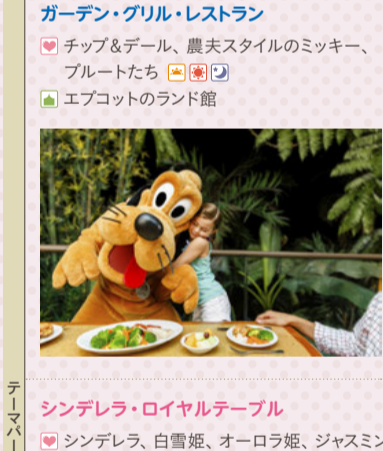 ガーデン・グリル・レストラン
チップ&デール、農夫スタイルのミッキー、
プルートたち
エプコットのランド館
テーマパー
シンデレラ・ロイヤルテーブル
シンデレラ、白雪姫、オーロラ姫、ジャスミン